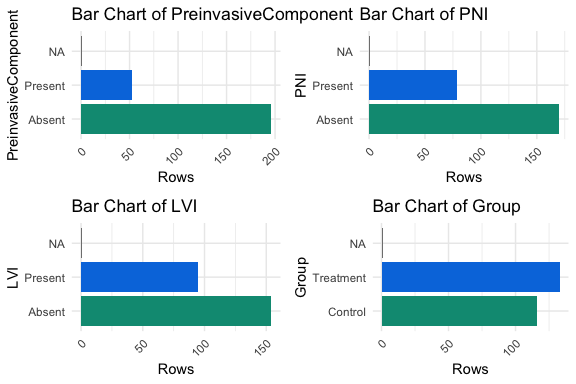 Bar Chart of PreinvasiveComponent
PreinvasiveComponent
NA
Present
Absent
0
50
100
150
200
Rows
Bar Chart of PNI
PNI
NA
Present
Absent
0
50
100
150
Rows
Bar Chart of LVI
LVI
NA
Present
Absent
0
50
100
150
Rows
Bar Chart of Group
Group
NA
Treatment
Control
0
50
100
Rows